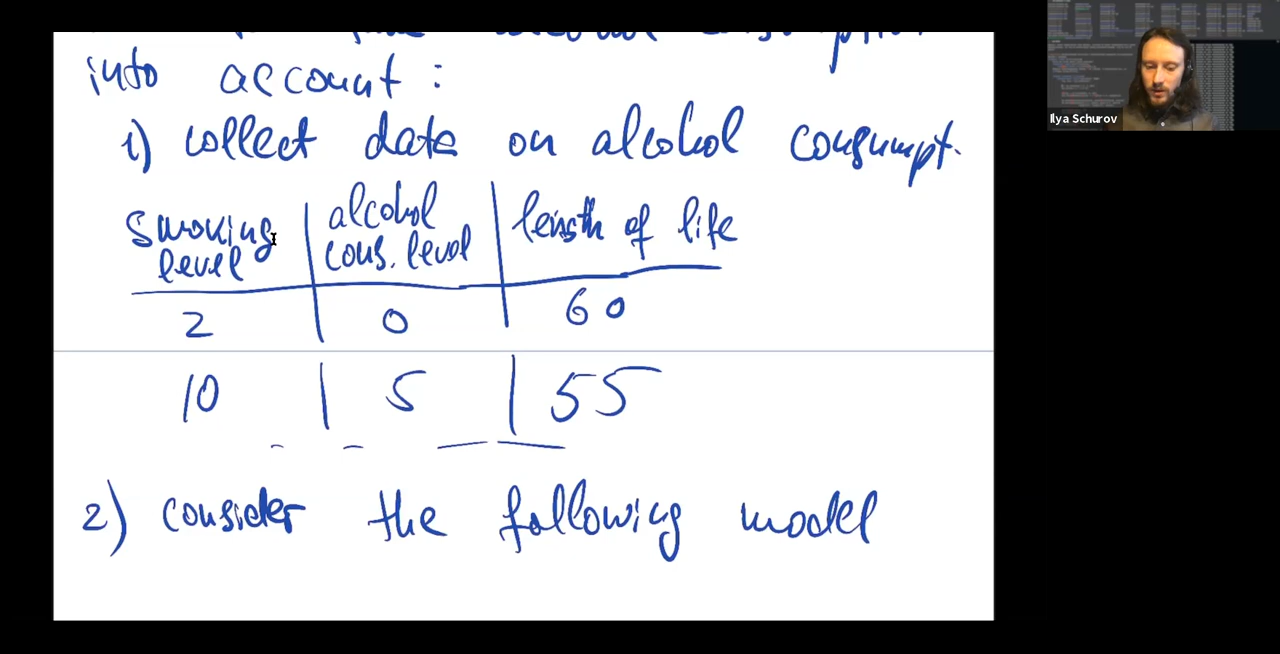 into account:
1) collect data on alcohol consumpt.
smoking level | alcohol cons. level | length of life
2 | 0 | 60
10 | 5 | 55
2) consider the following model
Ilya Schurov